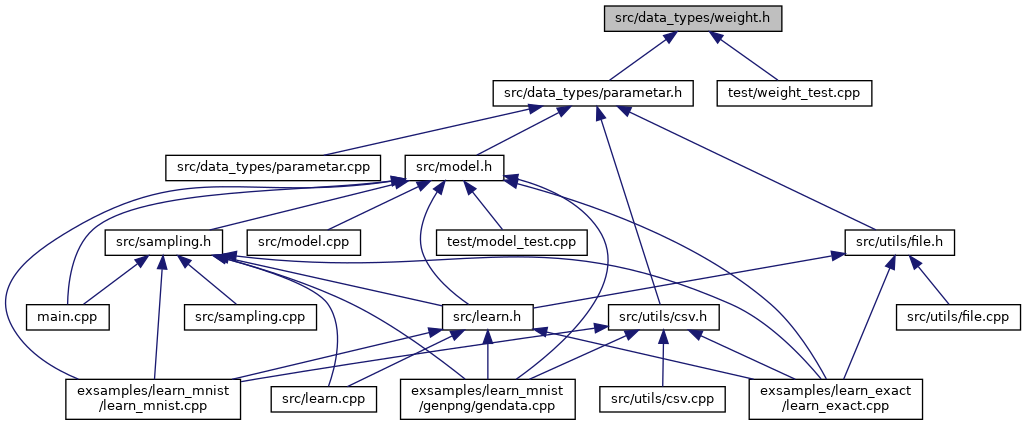 src/data_types/weight.h
src/data_types/parametar.h
test/weight_test.cpp
src/data_types/parametar.cpp
src/model.h
src/sampling.h
src/model.cpp
test/model_test.cpp
src/utils/file.h
main.cpp
src/sampling.cpp
src/learn.h
src/utils/csv.h
src/utils/file.cpp
exsamples/learn_mnist
/learn_mnist.cpp
src/learn.cpp
exsamples/learn_mnist
/genpng/gendata.cpp
src/utils/csv.cpp
exsamples/learn_exact
/learn_exact.cpp